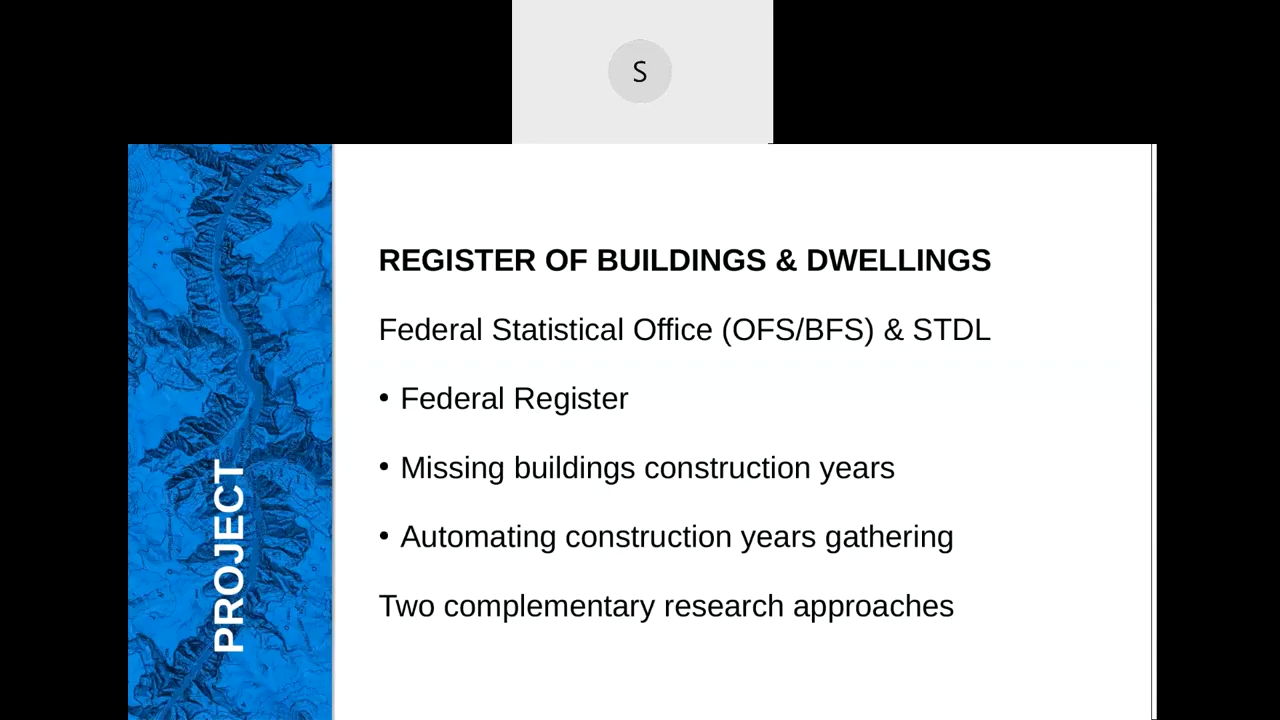 S
REGISTER OF BUILDINGS & DWELLINGS
Federal Statistical Office (OFS/BFS) & STDL
• Federal Register
• Missing buildings construction years
• Automating construction years gathering
Two complementary research approaches
PROJECT